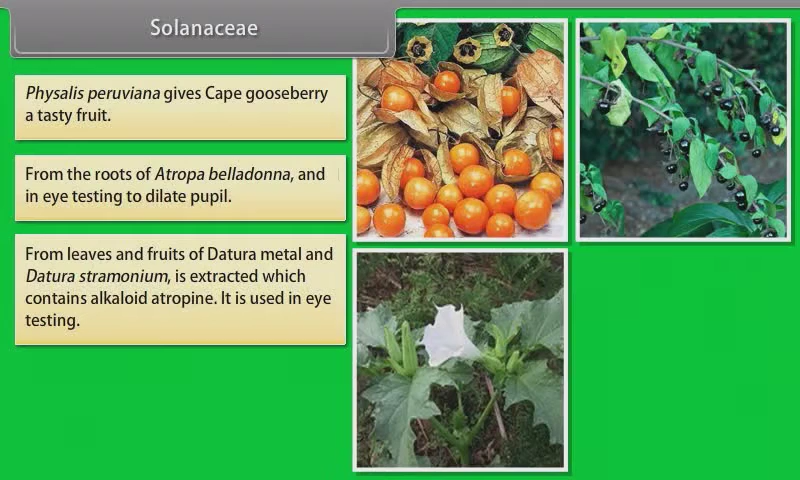 Solanaceae
Physalis peruviana gives Cape gooseberry
a tasty fruit.
From the roots of Atropa belladonna, and
in eye testing to dilate pupil.
From leaves and fruits of Datura metal and
Datura stramonium, is extracted which
contains alkaloid atropine. It is used in eye
testing.